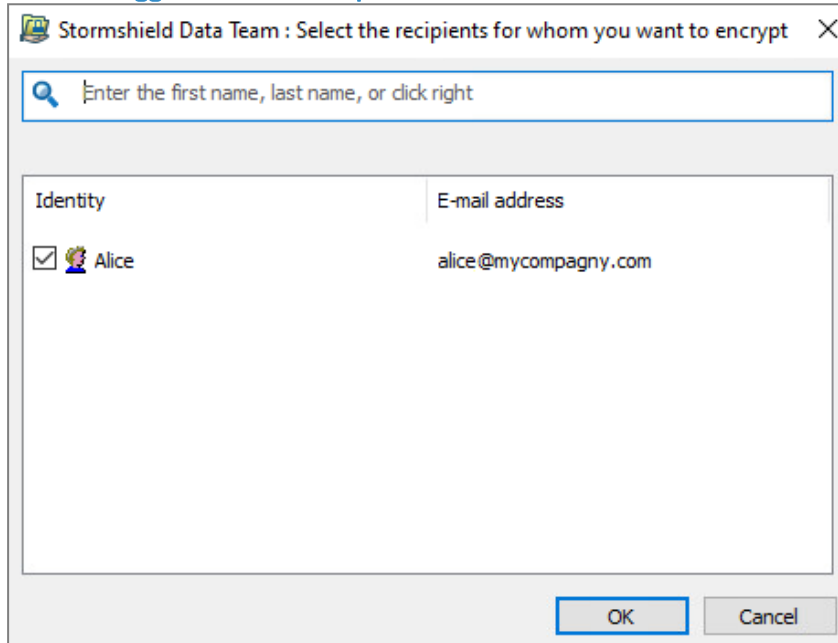 Stormshield Data Team : Select the recipients for whom you want to encrypt
Enter the first name, last name, or click right
Identity E-mail address
Alice alice@mycompagny.com
OK Cancel